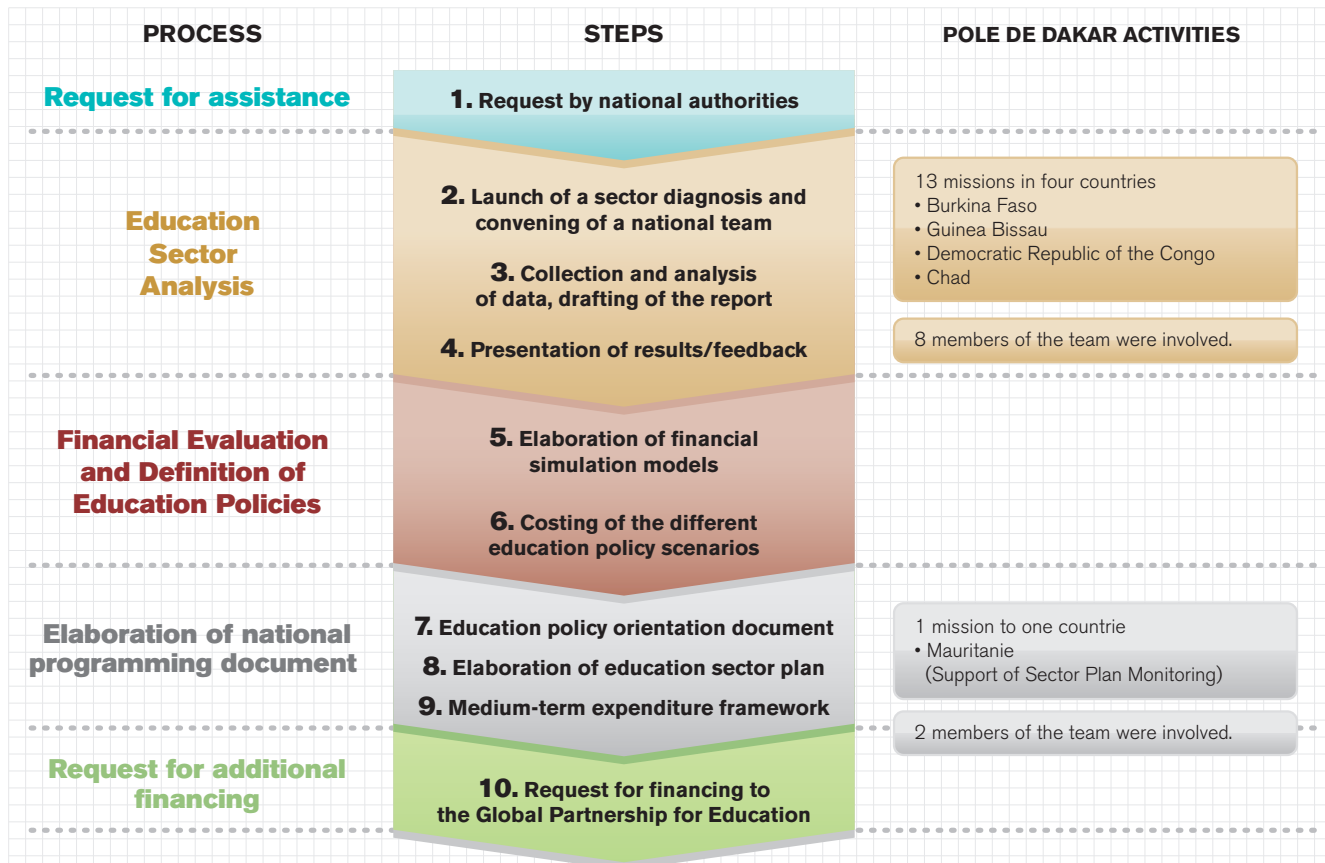 PROCESS
STEPS
POLE DE DAKAR ACTIVITIES
Request for assistance
1. Request by national authorities
Education
Sector
Analysis
2. Launch of a sector diagnosis and
convening of a national team
3. Collection and analysis
of data, drafting of the report
4. Presentation of results/feedback
13 missions in four countries
• Burkina Faso
• Guinea Bissau
• Democratic Republic of the Congo
• Chad
8 members of the team were involved.
Financial Evaluation
and Definition of
Education Policies
5. Elaboration of financial
simulation models
6. Costing of the different
education policy scenarios
Elaboration of national
programming document
7. Education policy orientation document
8. Elaboration of education sector plan
9. Medium-term expenditure framework
1 mission to one countrie
• Mauritanie
(Support of Sector Plan Monitoring)
2 members of the team were involved.
Request for additional
financing
10. Request for financing to
the Global Partnership for Education